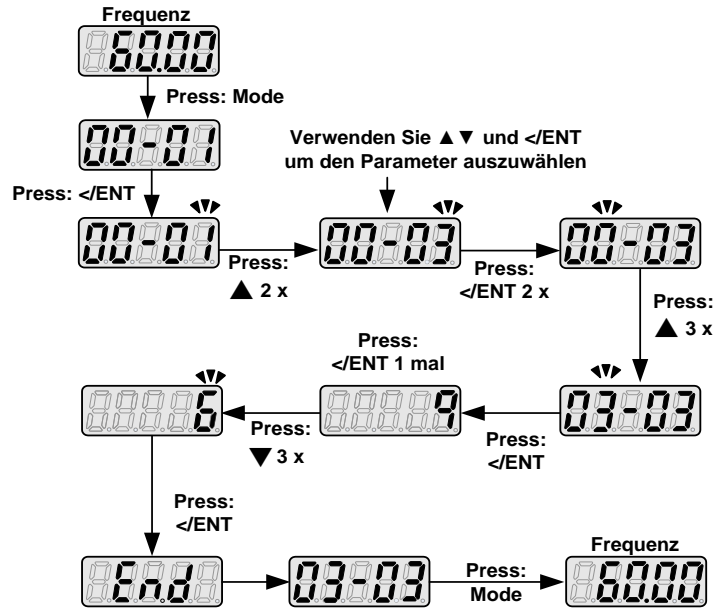 Frequenz
60.00
Press: Mode
00-01
Verwenden Sie ▲▼ und </ENT
um den Parameter auszuwählen
Press: </ENT
00-01
Press:
▲ 2 x
00-03
Press:
</ENT 2 x
00-03
Press:
▲ 3 x
03-03
Press:
</ENT
Press:
</ENT 1 mal
9
Press:
▼ 3 x
6
Press:
</ENT
End
03-03
Press:
Mode
Frequenz
60.00